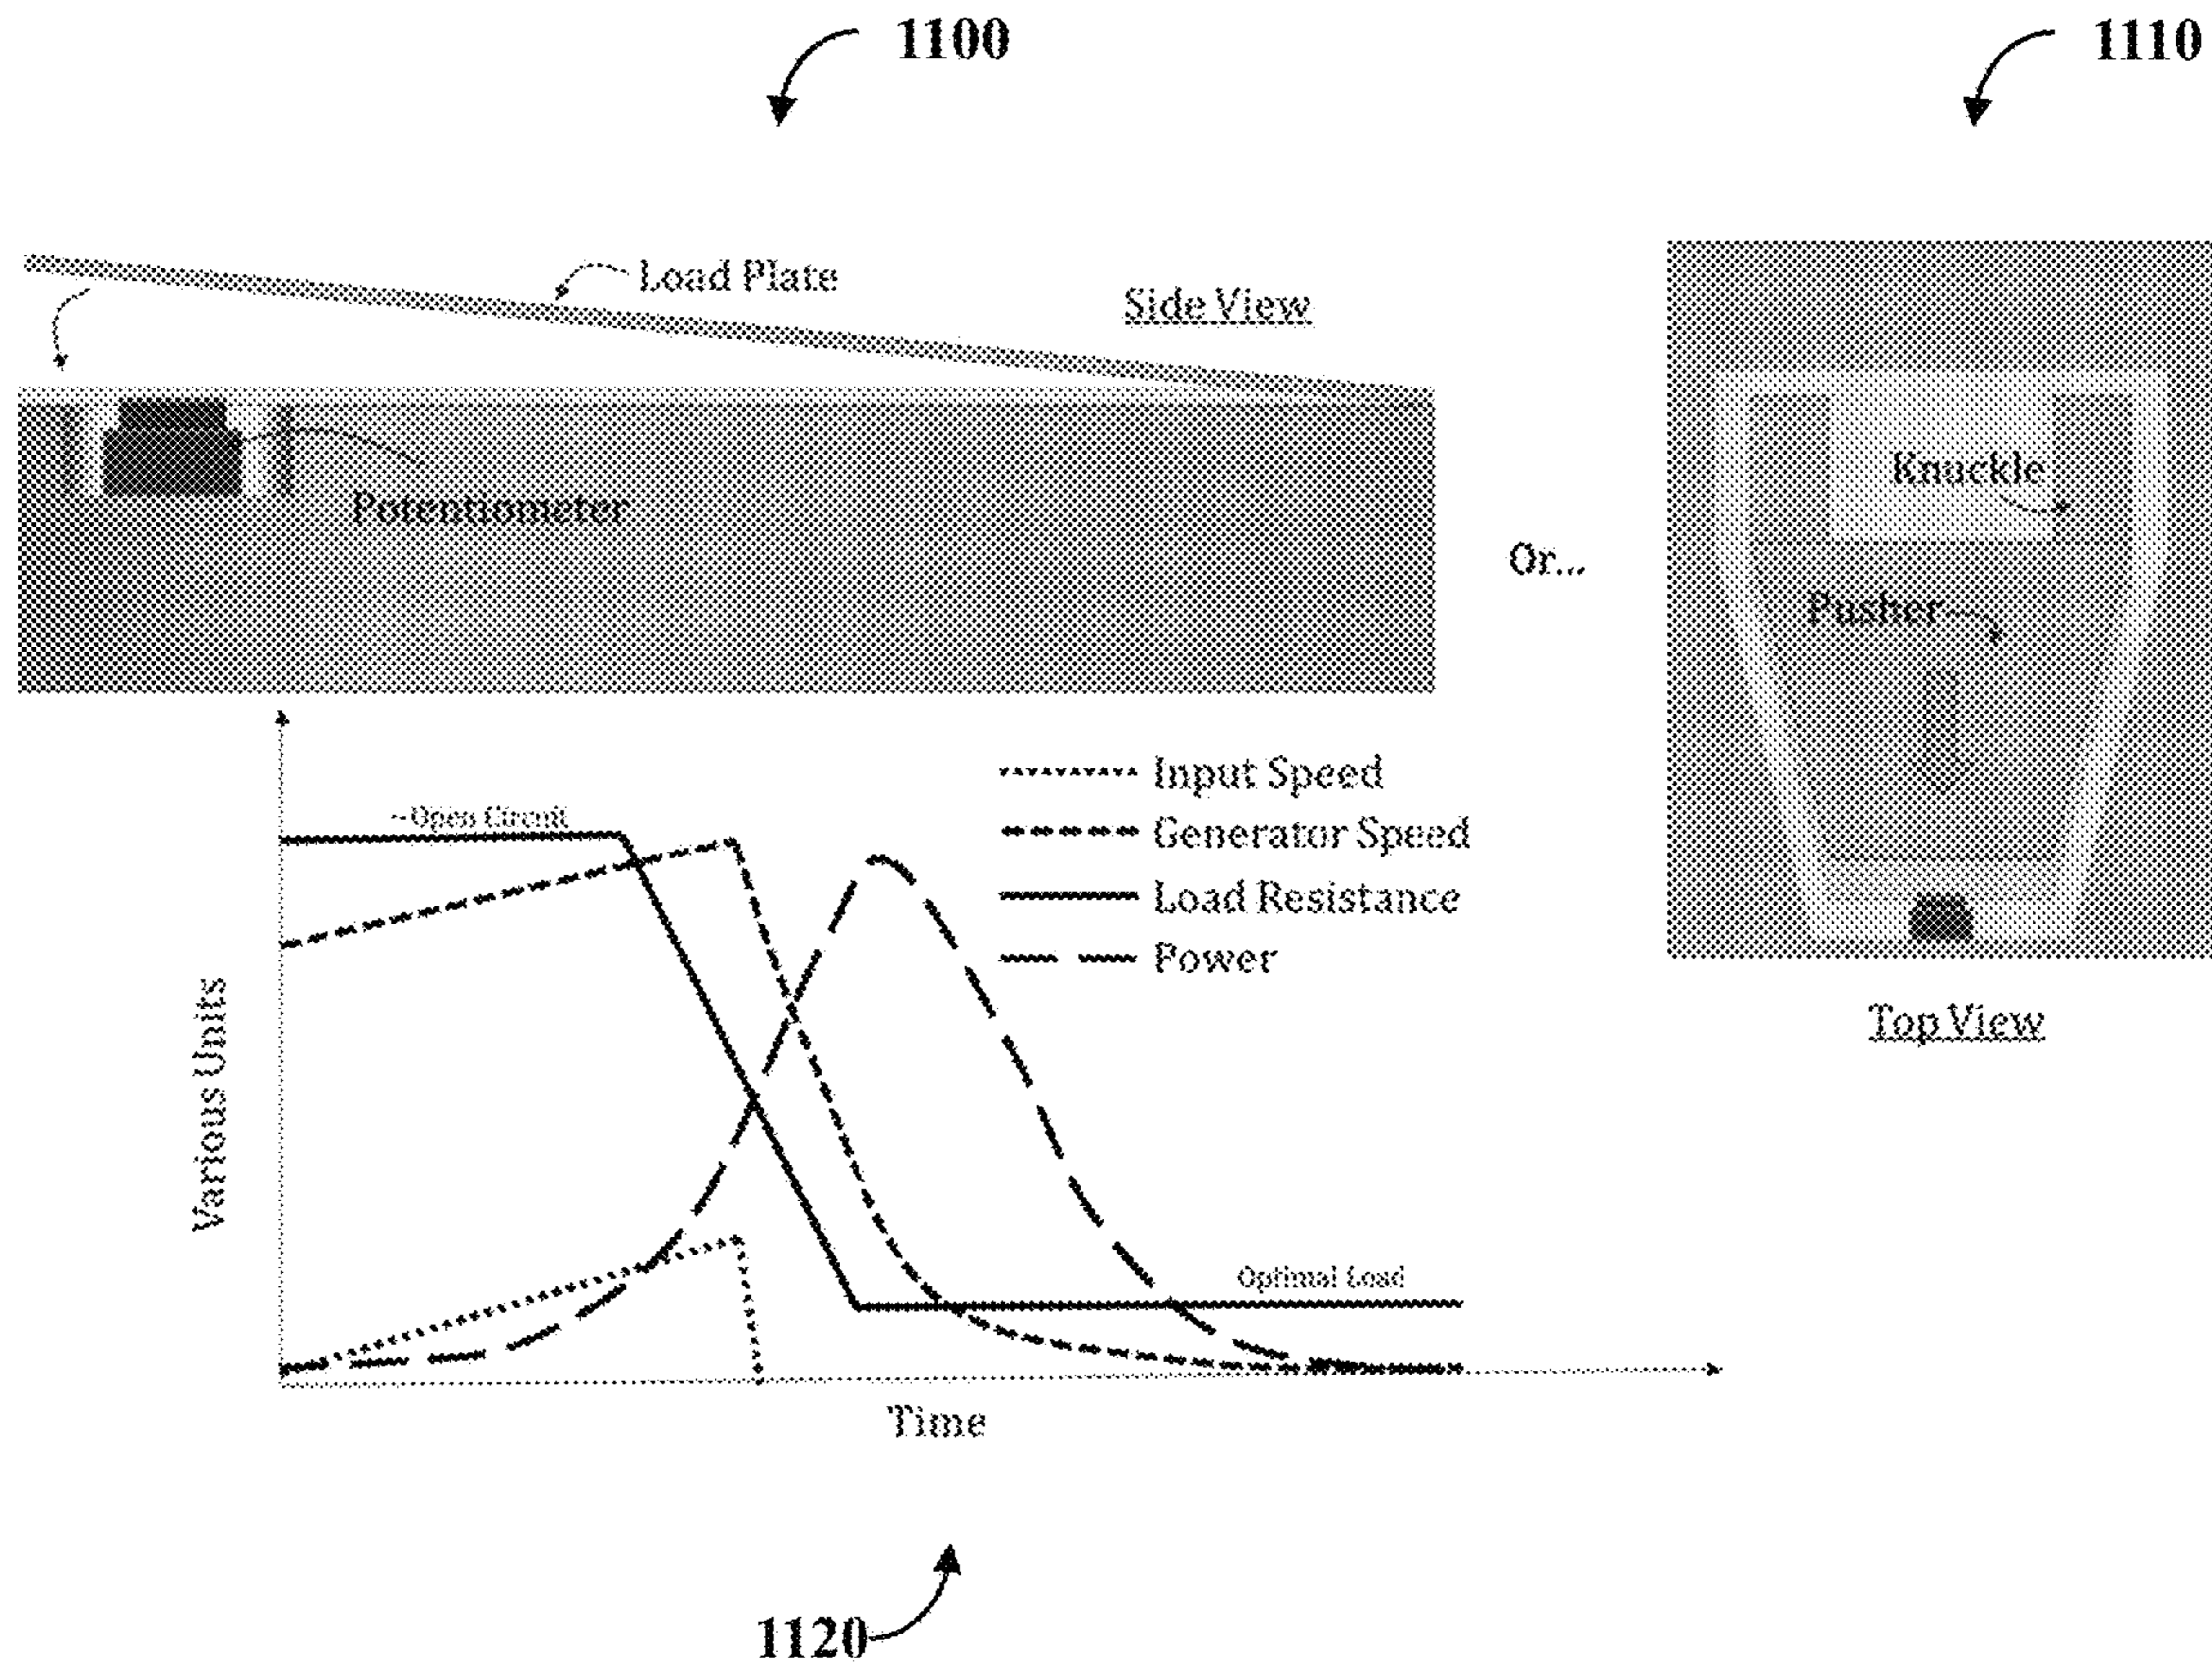 1100
1110
Load Plate
Side View
Potentiometer
Or...
Knuckle
Pusher
Top View
~Open Circuit
Input Speed
Generator Speed
Load Resistance
Power
Various Units
Optimal Load
Time
1120